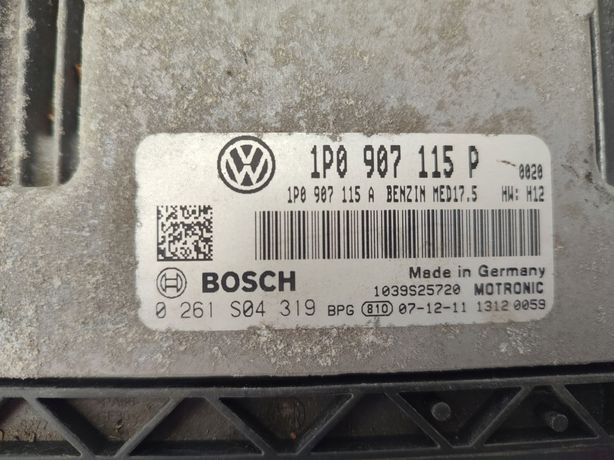 1P0 907 115 P 0020
1P0 907 115 A BENZIN MED17.5 HW: H12
Made in Germany
BOSCH 1039S25720 MOTRONIC
0 261 S04 319 BPG 810 07-12-11 1312 0059